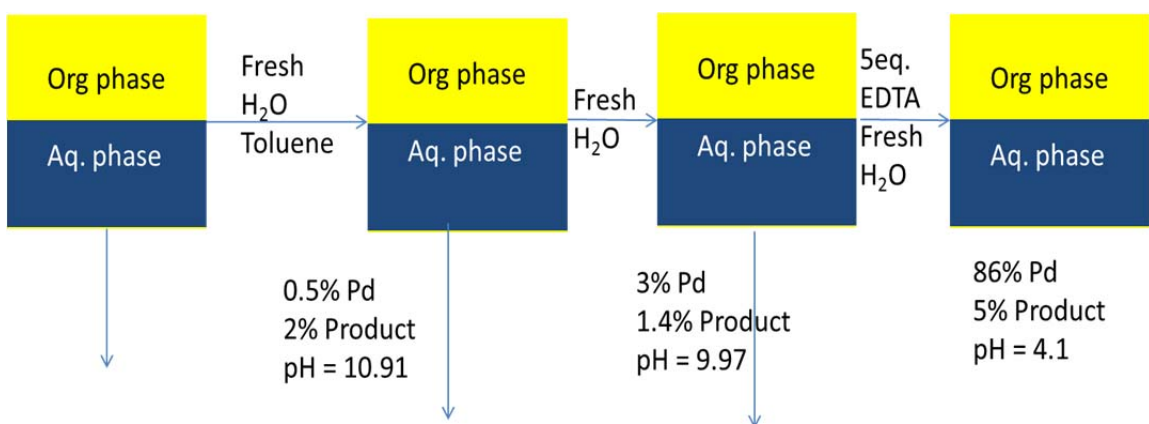 Org phase
Aq. phase
Fresh
H₂O
Toluene
Org phase
Aq. phase
0.5% Pd
2% Product
pH = 10.91
Fresh
H₂O
Org phase
Aq. phase
3% Pd
1.4% Product
pH = 9.97
5eq.
EDTA
Fresh
H₂O
Org phase
Aq. phase
86% Pd
5% Product
pH = 4.1